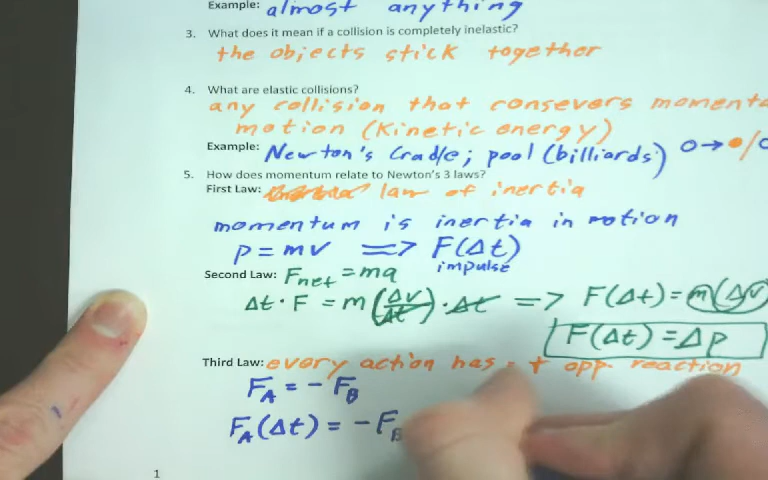 Example: almost anything
3. What does it mean if a collision is completely inelastic?
the objects stick together
4. What are elastic collisions?
any collision that consevers momenta
motion (Kinetic energy)
Example: Newton's Cradle; pool (billiards)
5. How does momentum relate to Newton's 3 laws?
First Law: law of inertia
momentum is inertia in motion
p = mv => F(Δt)
impulse
Second Law: Fnet = ma
Δt · F = m(Δv/Δt) · Δt => F(Δt) = m(Δv)
F(Δt) = Δp
Third Law: every action has = + opp. reaction
FA = - FB
FA(Δt) = - FB
1